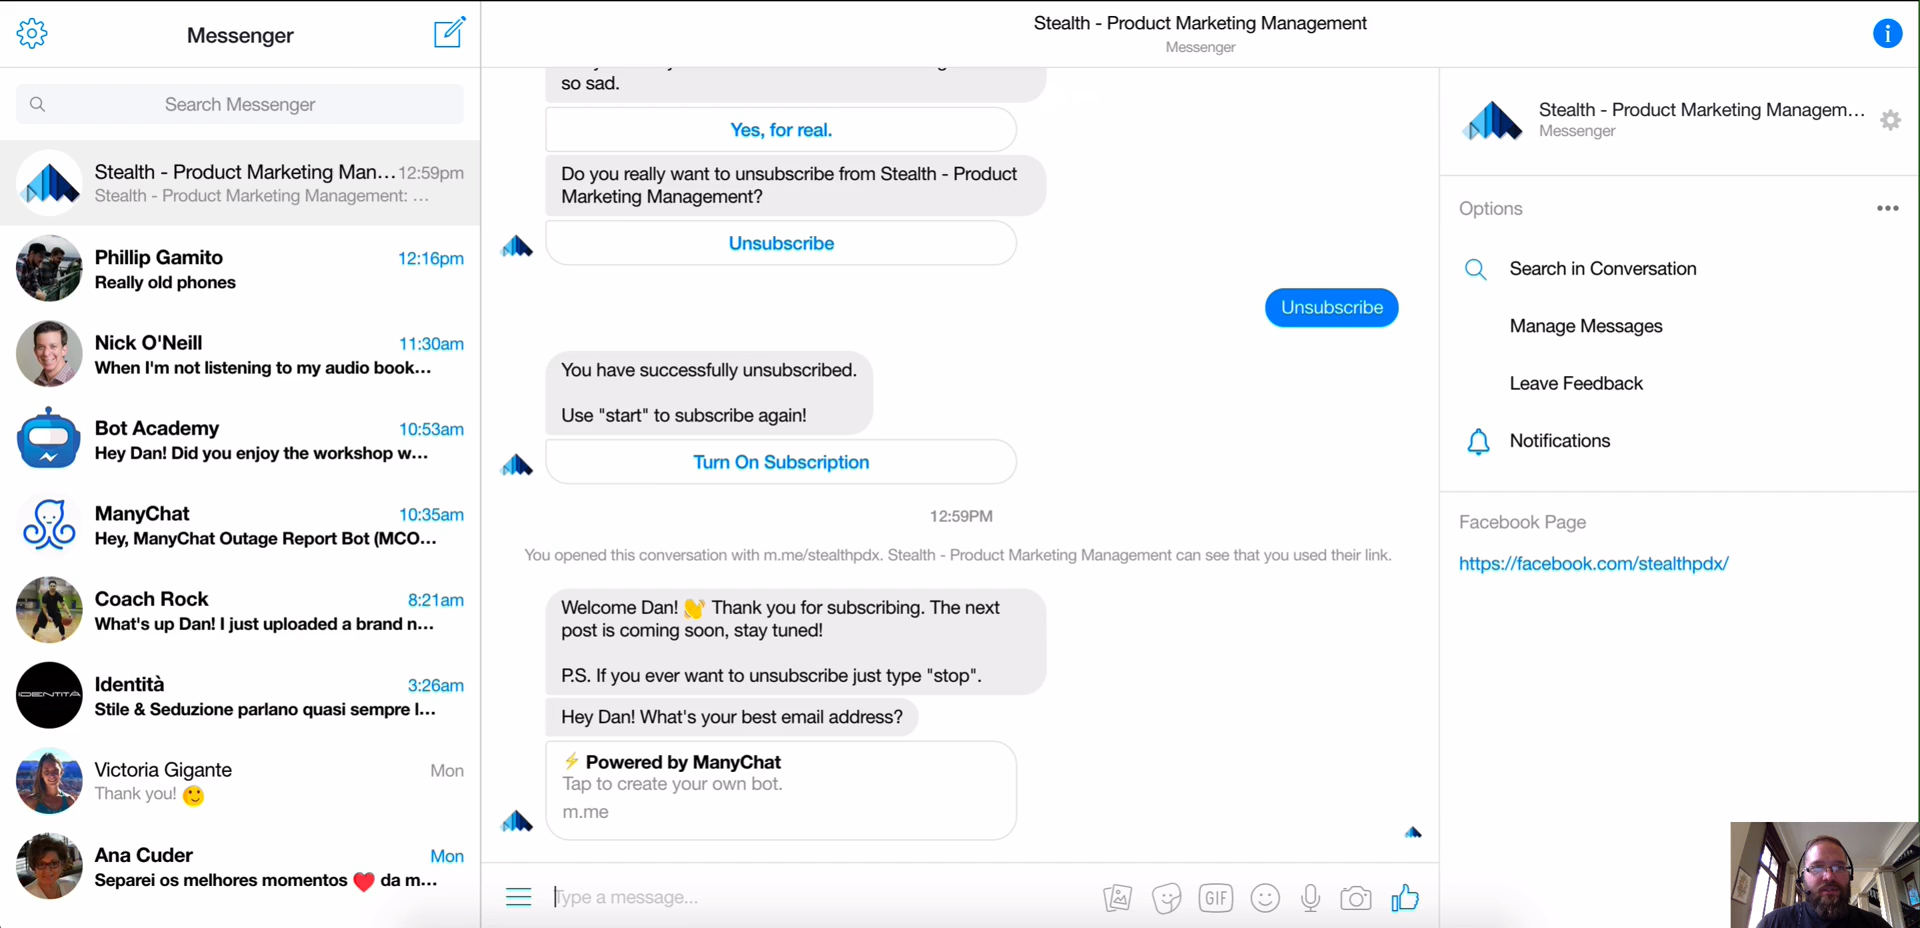 Messenger
Search Messenger
Stealth - Product Marketing Man... 12:59pm
Stealth - Product Marketing Management: ...
Phillip Gamito 12:16pm
Really old phones
Nick O'Neill 11:30am
When I'm not listening to my audio book...
Bot Academy 10:53am
Hey Dan! Did you enjoy the workshop w...
ManyChat 10:35am
Hey, ManyChat Outage Report Bot (MCO...
Coach Rock 8:21am
What's up Dan! I just uploaded a brand n...
IDENTITÀ
Identità 3:26am
Stile & Seduzione parlano quasi sempre l...
Victoria Gigante Mon
Thank you! 🙂
Ana Cuder Mon
Separei os melhores momentos ❤️ da m...
Stealth - Product Marketing Management
Messenger
so sad.
Yes, for real.
Do you really want to unsubscribe from Stealth - Product
Marketing Management?
Unsubscribe
Unsubscribe
You have successfully unsubscribed.
Use "start" to subscribe again!
Turn On Subscription
12:59PM
You opened this conversation with m.me/stealthpdx. Stealth - Product Marketing Management can see that you used their link.
Welcome Dan! 👋 Thank you for subscribing. The next
post is coming soon, stay tuned!
P.S. If you ever want to unsubscribe just type "stop".
Hey Dan! What's your best email address?
⚡ Powered by ManyChat
Tap to create your own bot.
m.me
Type a message...
GIF
i
Stealth - Product Marketing Managem...
Messenger
Options
Search in Conversation
Manage Messages
Leave Feedback
Notifications
Facebook Page
https://facebook.com/stealthpdx/